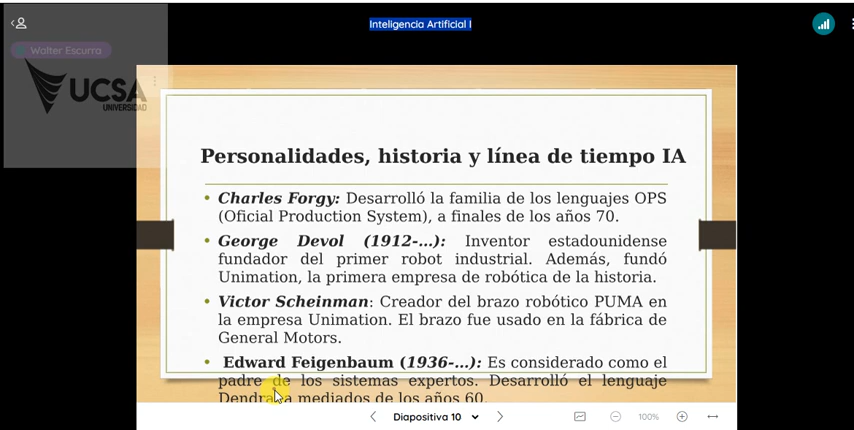 Inteligencia Artificial I
Walter Escurra
UCSA
UNIVERSIDAD
Personalidades, historia y línea de tiempo IA
• Charles Forgy: Desarrolló la familia de los lenguajes OPS
(Oficial Production System), a finales de los años 70.
• George Devol (1912-...): Inventor estadounidense
fundador del primer robot industrial. Además, fundó
Unimation, la primera empresa de robótica de la historia.
• Victor Scheinman: Creador del brazo robótico PUMA en
la empresa Unimation. El brazo fue usado en la fábrica de
General Motors.
• Edward Feigenbaum (1936-...): Es considerado como el
padre de los sistemas expertos. Desarrolló el lenguaje
a mediados de los años 60.
Diapositiva 10
100%